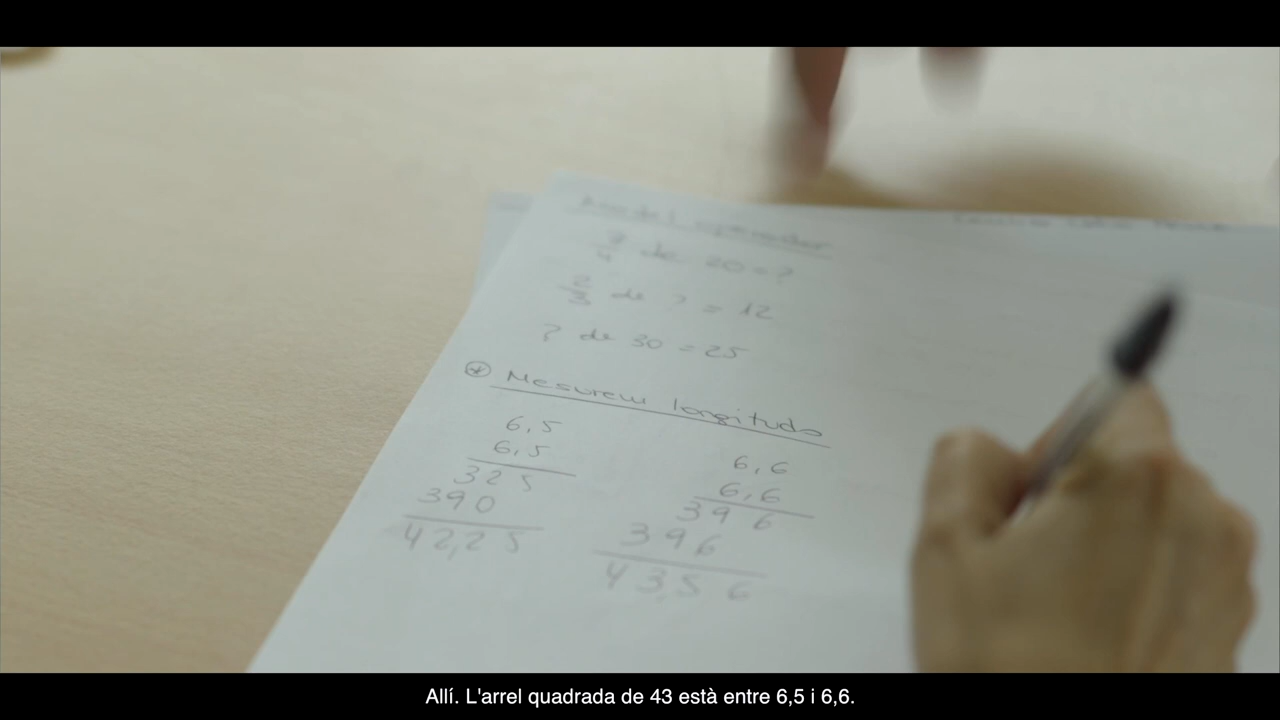 Model operador
3/4 de 20 = ?
2/3 de ? = 12
? de 30 = 25
* Mesurem longituds
6,5
6,5
325
390
42,25
6,6
6,6
396
396
43,56
Allí. L'arrel quadrada de 43 està entre 6,5 i 6,6.